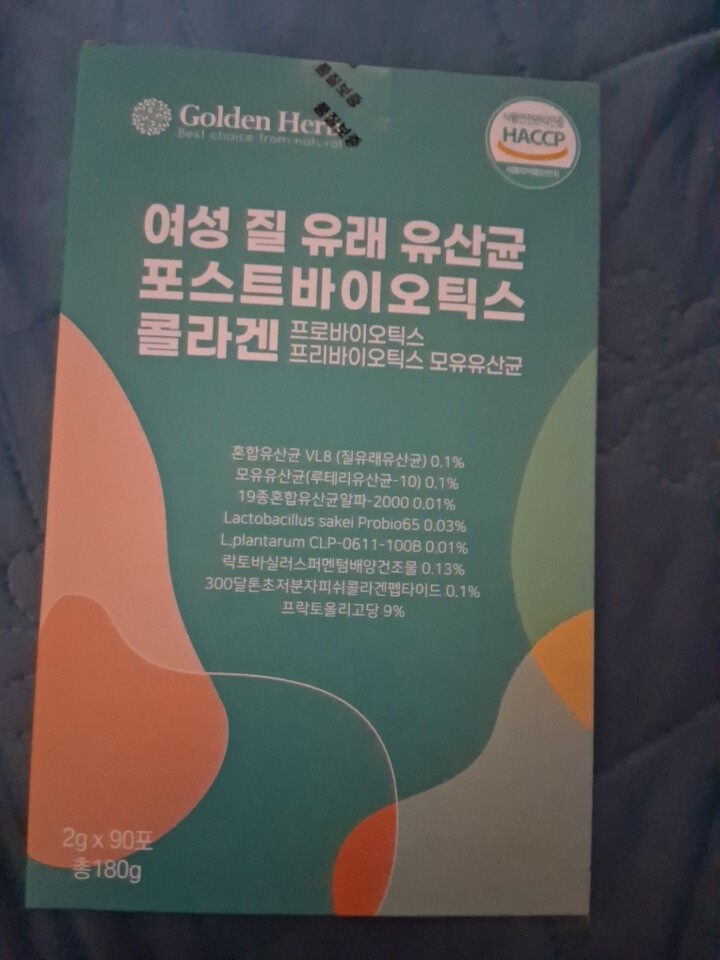 Golden Herb
Best choice from natural
HACCP
여성 질 유래 유산균
포스트바이오틱스
콜라겐 프로바이오틱스
프리바이오틱스 모유유산균
혼합유산균 VL8 (질유래유산균) 0.1%
모유유산균(루테리유산균-10) 0.1%
19종혼합유산균알파-2000 0.01%
Lactobacillus sakei Probio65 0.03%
L.plantarum CLP-0611-100B 0.01%
락토바실러스퍼멘텀배양건조물 0.13%
300달톤초저분자피쉬콜라겐펩타이드 0.1%
프락토올리고당 9%
2g x 90포
총180g